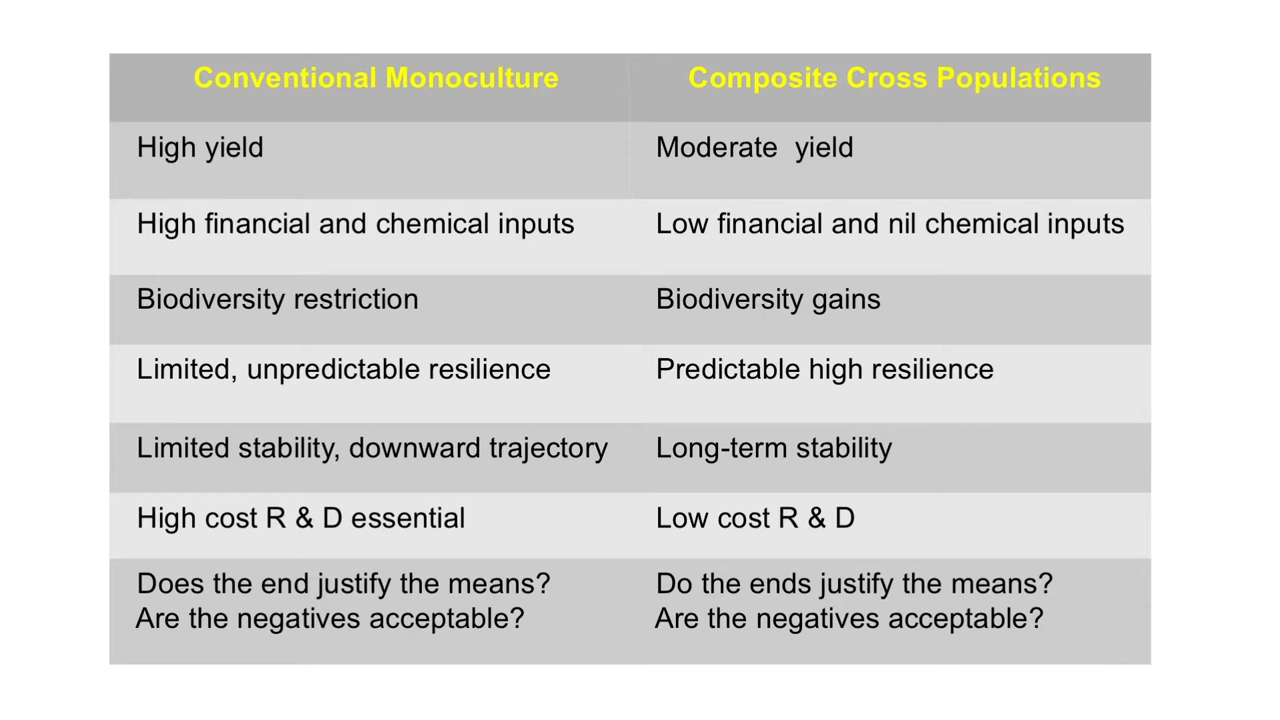 Conventional Monoculture
Composite Cross Populations
High yield
Moderate  yield
High financial and chemical inputs
Low financial and nil chemical inputs
Biodiversity restriction
Biodiversity gains
Limited, unpredictable resilience
Predictable high resilience
Limited stability, downward trajectory
Long-term stability
High cost R & D essential
Low cost R & D
Does the end justify the means?
Are the negatives acceptable?
Do the ends justify the means?
Are the negatives acceptable?